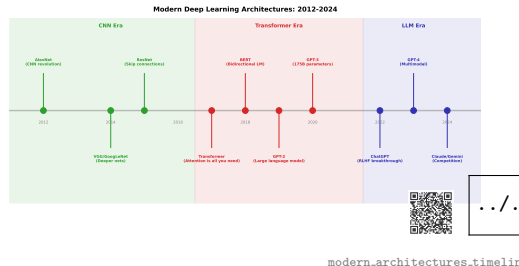 Modern Deep Learning Architectures: 2012-2024
CNN Era
Transformer Era
LLM Era
AlexNet
(CNN revolution)
ResNet
(Skip connections)
BERT
(Bidirectional LM)
GPT-3
(175B parameters)
GPT-4
(Multimodal)
2012
2014
2016
2018
2020
2022
2024
VGG/GoogLeNet
(Deeper nets)
Transformer
(Attention is all you need)
GPT-2
(Large language model)
ChatGPT
(RLHF breakthrough)
Claude/Gemini
(Competition)
../.
modern_architectures_timelin